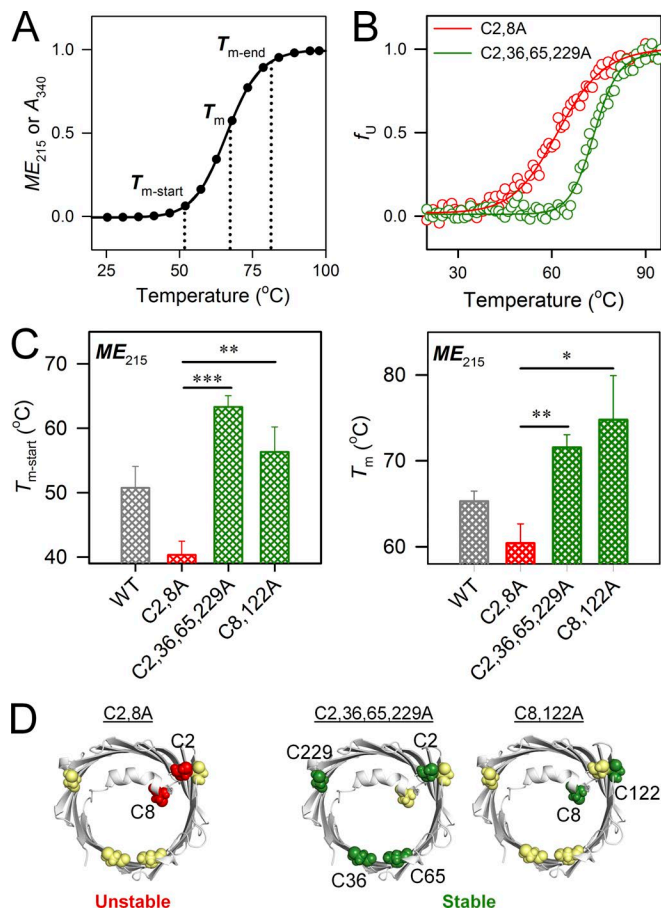 A
ME215 or A340
1.0
0.5
0.0
Tm-start
Tm
Tm-end
25 50 75 100
Temperature (oC)
B
fU
1.0
0.5
0.0
C2,8A
C2,36,65,229A
30 60 90
Temperature (oC)
C
ME215
Tm-start (oC)
70
60
50
40
**
***
WT
C2,8A
C2,36,65,229A
C8,122A
ME215
Tm (oC)
80
70
60
*
**
WT
C2,8A
C2,36,65,229A
C8,122A
D
C2,8A
C2
C8
Unstable
C2,36,65,229A
C229
C2
C36
C65
C8,122A
C8
C122
Stable